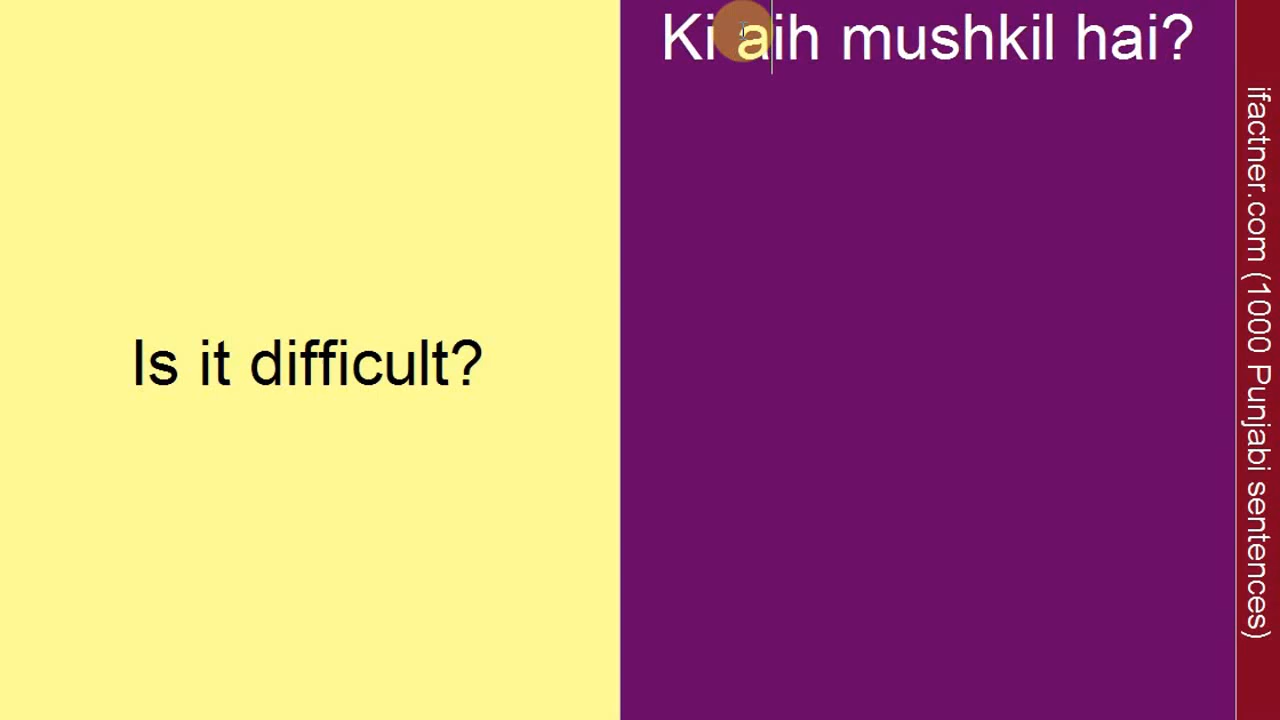 Is it difficult?
Ki aih mushkil hai?
ifactner.com (1000 Punjabi sentences)